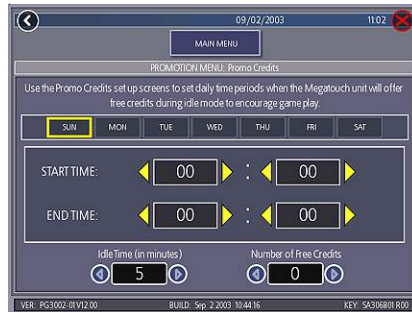 09/02/2003 11:02
MAIN MENU
PROMOTION MENU: Promo Credits
Use the Promo Credits set up screens to set daily time periods when the Megatouch unit will offer
free credits during idle mode to encourage game play.
SUN MON TUE WED THU FRI SAT
START TIME: 00 : 00
END TIME: 00 : 00
Idle Time (in minutes) Number of Free Credits
5 0
VER: PG3002-01 V12.00 BUILD: Sep 2 2003 10:44:16 KEY: SA306801 R00